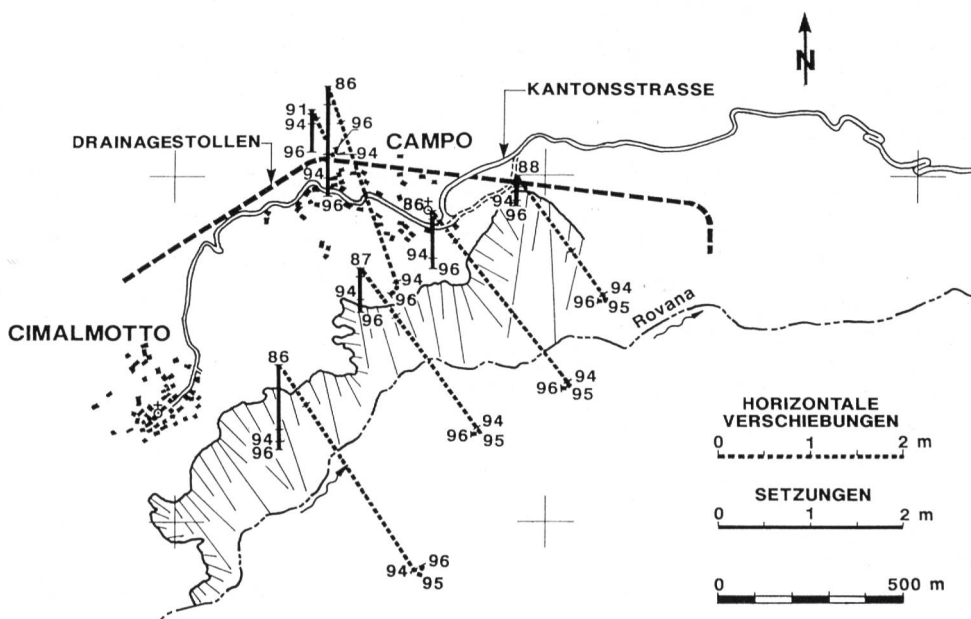 N
86
KANTONSSTRASSE
91
94
96
CAMPO
DRAINAGESTOLLEN
96
94
94
96
88
86
94
96
94
96
87
94
96
94
96
94
96
95
Rovana
CIMALMOTTO
86
94
96
95
94
96
95
94
96
HORIZONTALE
VERSCHIEBUNGEN
0 1 2 m
SETZUNGEN
0 1 2 m
96
94
95
0 500 m